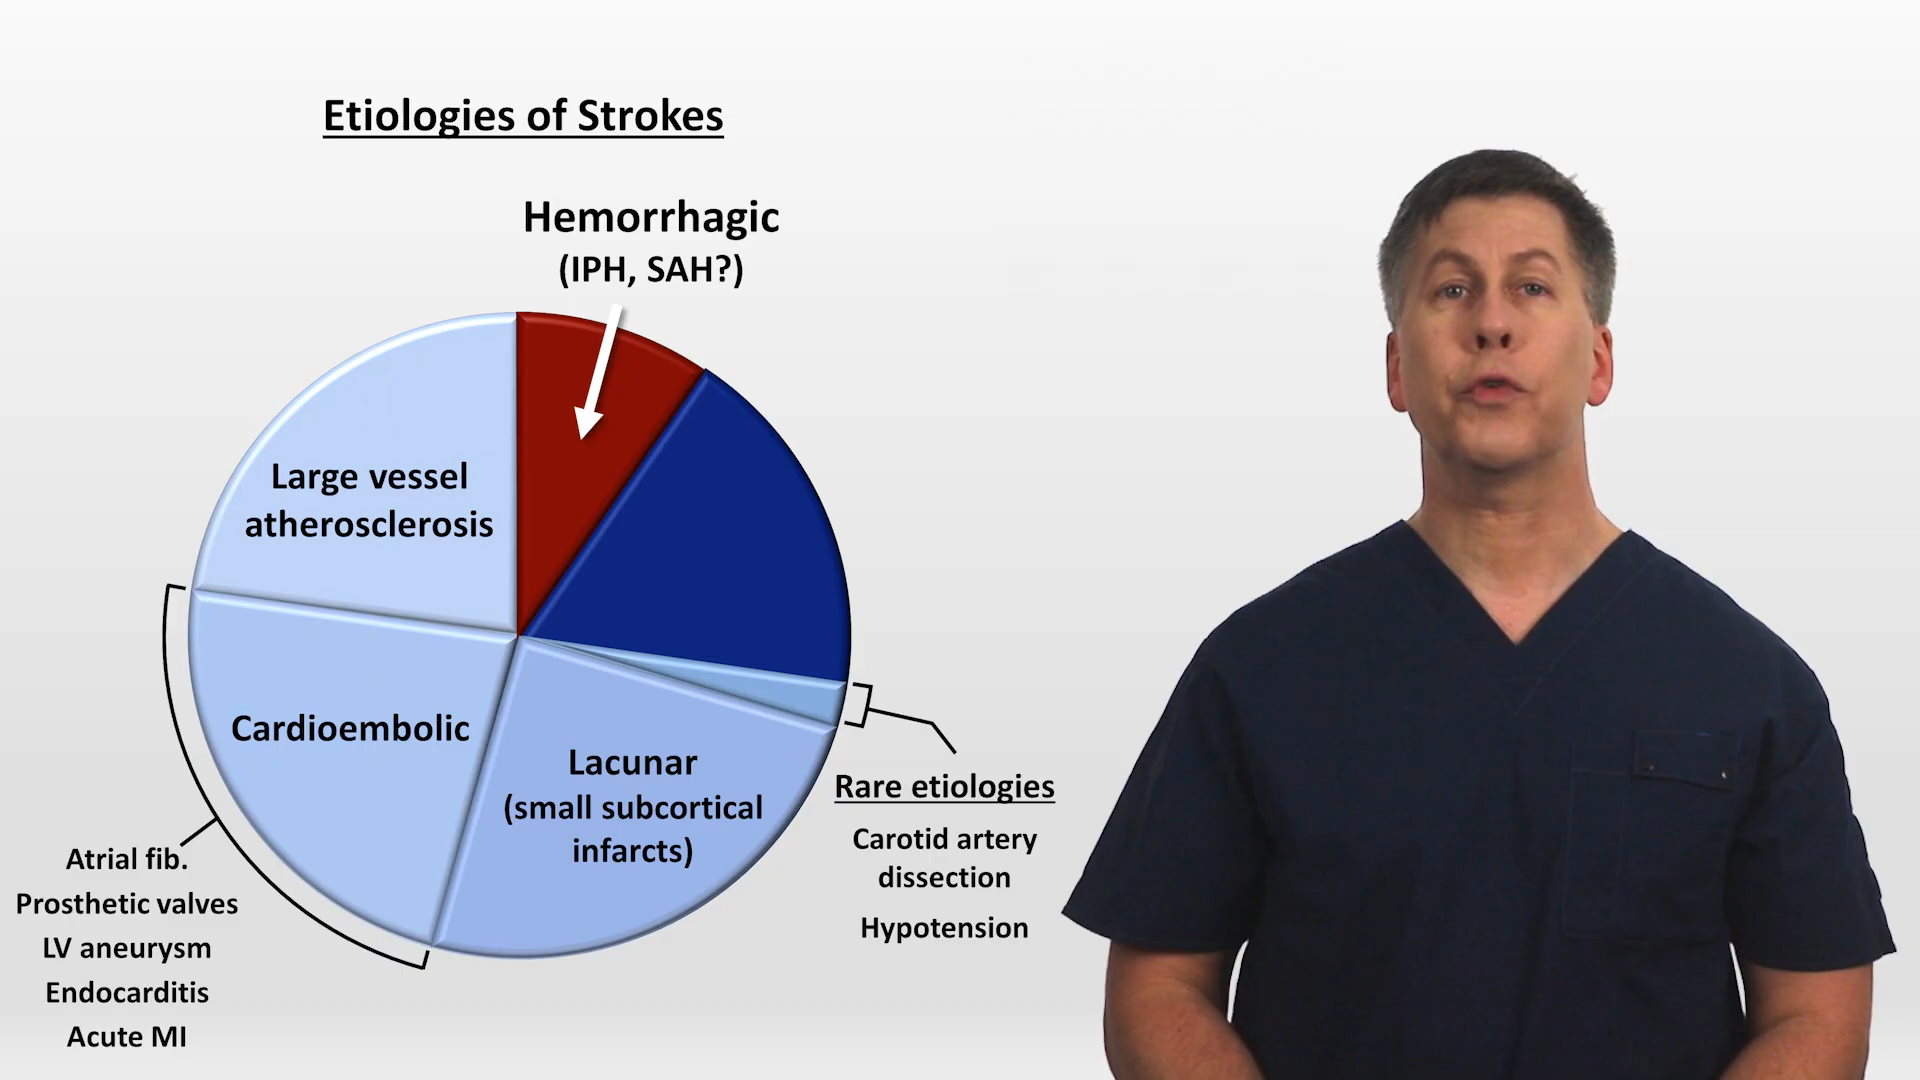 Etiologies of Strokes
Hemorrhagic
(IPH, SAH?)
Large vessel
atherosclerosis
Cardioembolic
Lacunar
(small subcortical
infarcts)
Rare etiologies
Carotid artery
dissection
Hypotension
Atrial fib.
Prosthetic valves
LV aneurysm
Endocarditis
Acute MI